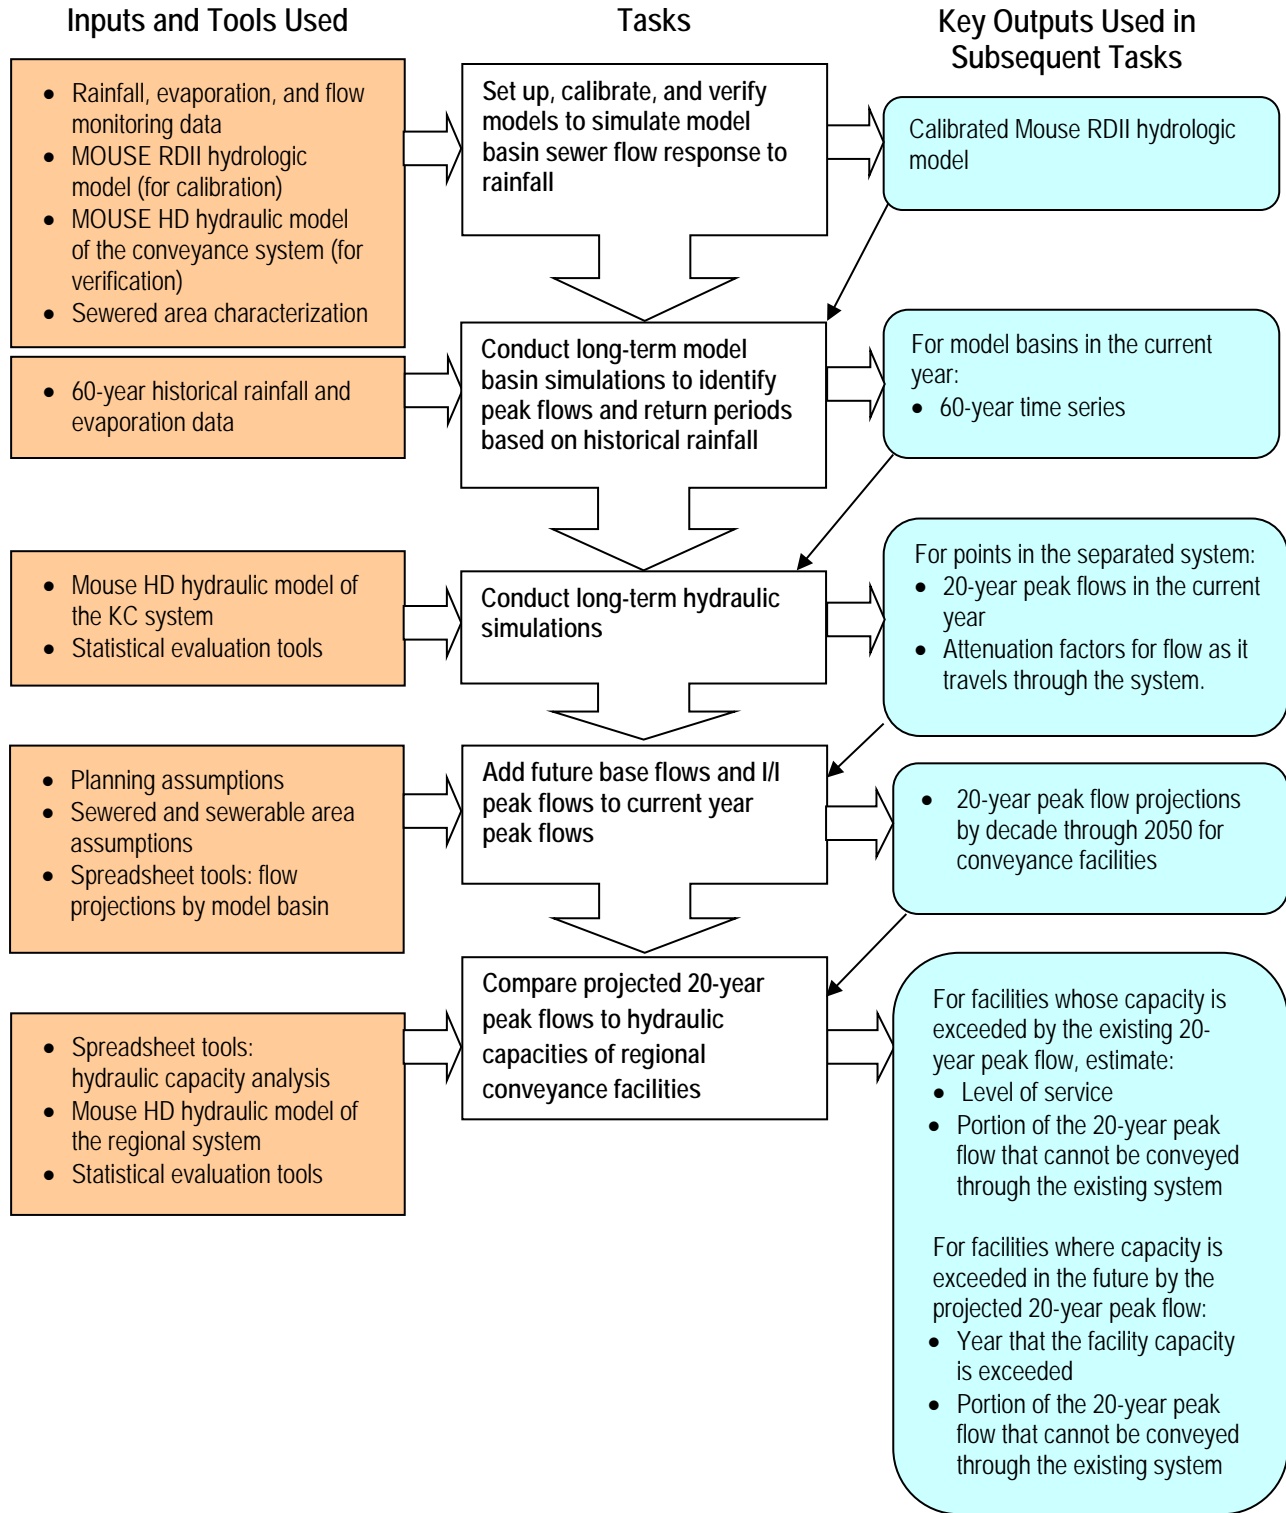 Inputs and Tools Used
Tasks
Key Outputs Used in
Subsequent Tasks
• Rainfall, evaporation, and flow
monitoring data
• MOUSE RDII hydrologic
model (for calibration)
• MOUSE HD hydraulic model
of the conveyance system (for
verification)
• Sewered area characterization
Set up, calibrate, and verify
models to simulate model
basin sewer flow response to
rainfall
Calibrated Mouse RDII hydrologic
model
• 60-year historical rainfall and
evaporation data
Conduct long-term model
basin simulations to identify
peak flows and return periods
based on historical rainfall
For model basins in the current
year:
• 60-year time series
• Mouse HD hydraulic model of
the KC system
• Statistical evaluation tools
Conduct long-term hydraulic
simulations
For points in the separated system:
• 20-year peak flows in the current
year
• Attenuation factors for flow as it
travels through the system.
• Planning assumptions
• Sewered and sewerable area
assumptions
• Spreadsheet tools: flow
projections by model basin
Add future base flows and I/I
peak flows to current year
peak flows
• 20-year peak flow projections
by decade through 2050 for
conveyance facilities
• Spreadsheet tools:
hydraulic capacity analysis
• Mouse HD hydraulic model of
the regional system
• Statistical evaluation tools
Compare projected 20-year
peak flows to hydraulic
capacities of regional
conveyance facilities
For facilities whose capacity is
exceeded by the existing 20-
year peak flow, estimate:
• Level of service
• Portion of the 20-year peak
flow that cannot be conveyed
through the existing system
For facilities where capacity is
exceeded in the future by the
projected 20-year peak flow:
• Year that the facility capacity
is exceeded
• Portion of the 20-year peak
flow that cannot be conveyed
through the existing system